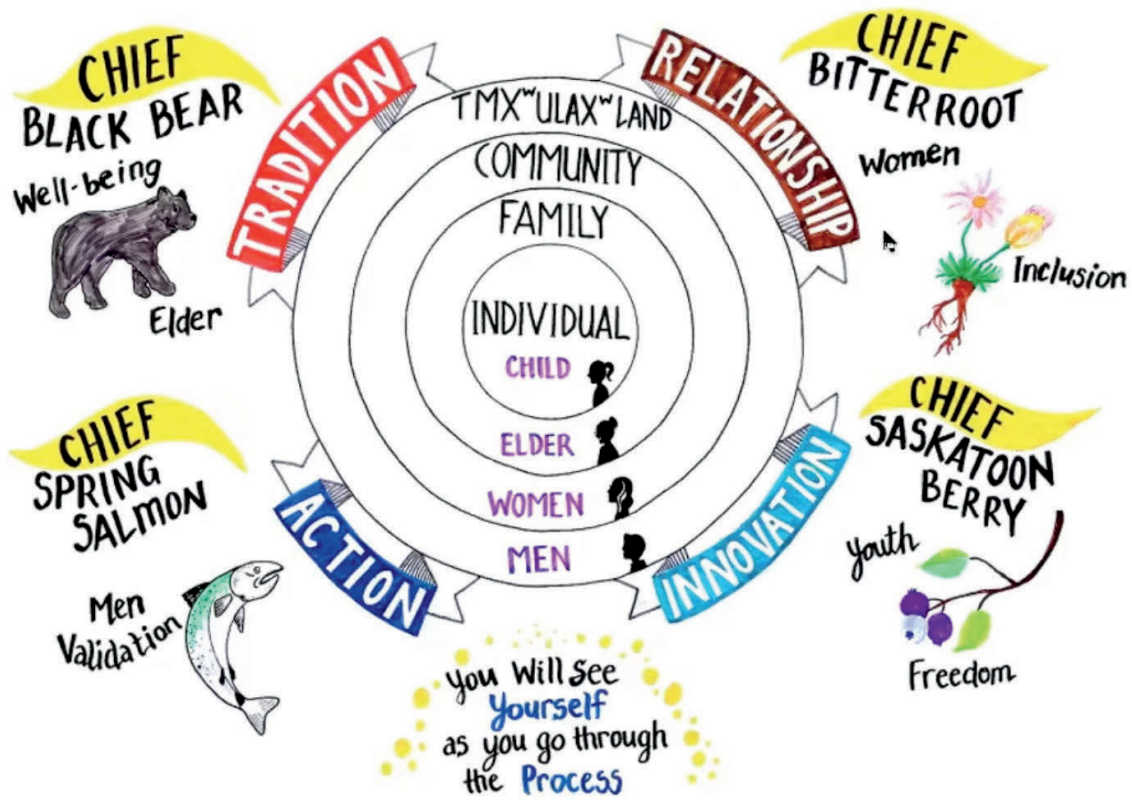 CHIEF
BLACK BEAR
Well-being
Elder
TRADITION
RELATIONSHIP
CHIEF
BITTERROOT
Women
Inclusion
TMXʷULAXʷ LAND
COMMUNITY
FAMILY
INDIVIDUAL
CHILD
ELDER
WOMEN
MEN
CHIEF
SPRING
SALMON
Men
Validation
ACTION
INNOVATION
CHIEF
SASKATOON
BERRY
Youth
Freedom
You Will See
Yourself
as you go through
the Process